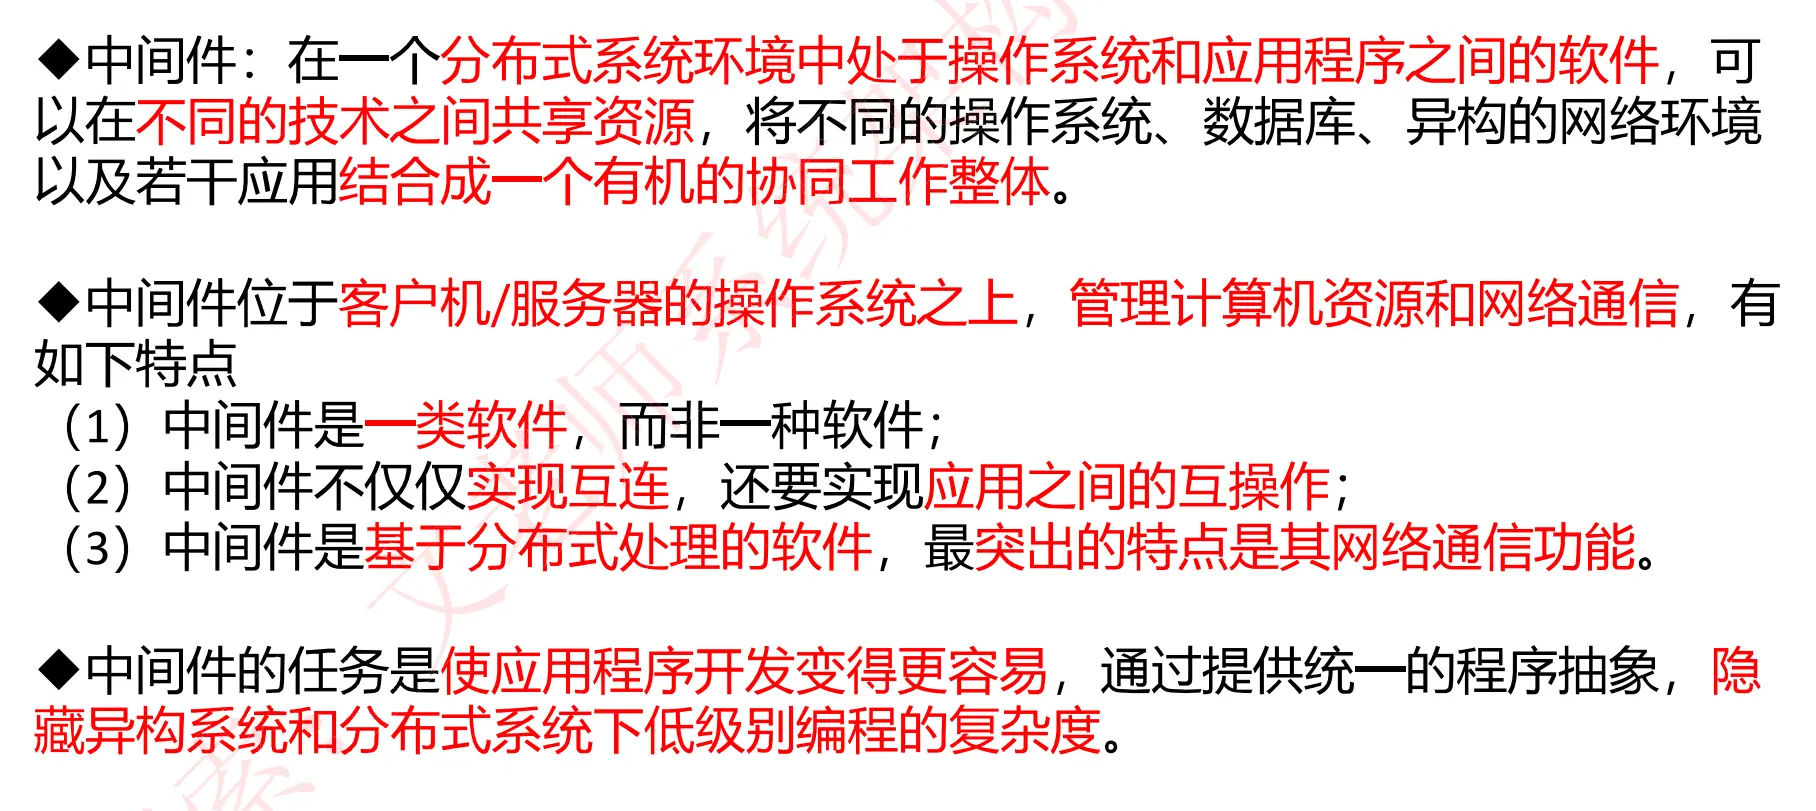 ◆中间件：在一个分布式系统环境中处于操作系统和应用程序之间的软件，可
以在不同的技术之间共享资源，将不同的操作系统、数据库、异构的网络环境
以及若干应用结合成一个有机的协同工作整体。
◆中间件位于客户机/服务器的操作系统之上，管理计算机资源和网络通信，有
如下特点
（1）中间件是一类软件，而非一种软件；
（2）中间件不仅仅实现互连，还要实现应用之间的互操作；
（3）中间件是基于分布式处理的软件，最突出的特点是其网络通信功能。
◆中间件的任务是使应用程序开发变得更容易，通过提供统一的程序抽象，隐
藏异构系统和分布式系统下低级别编程的复杂度。
文老师系统架构
索